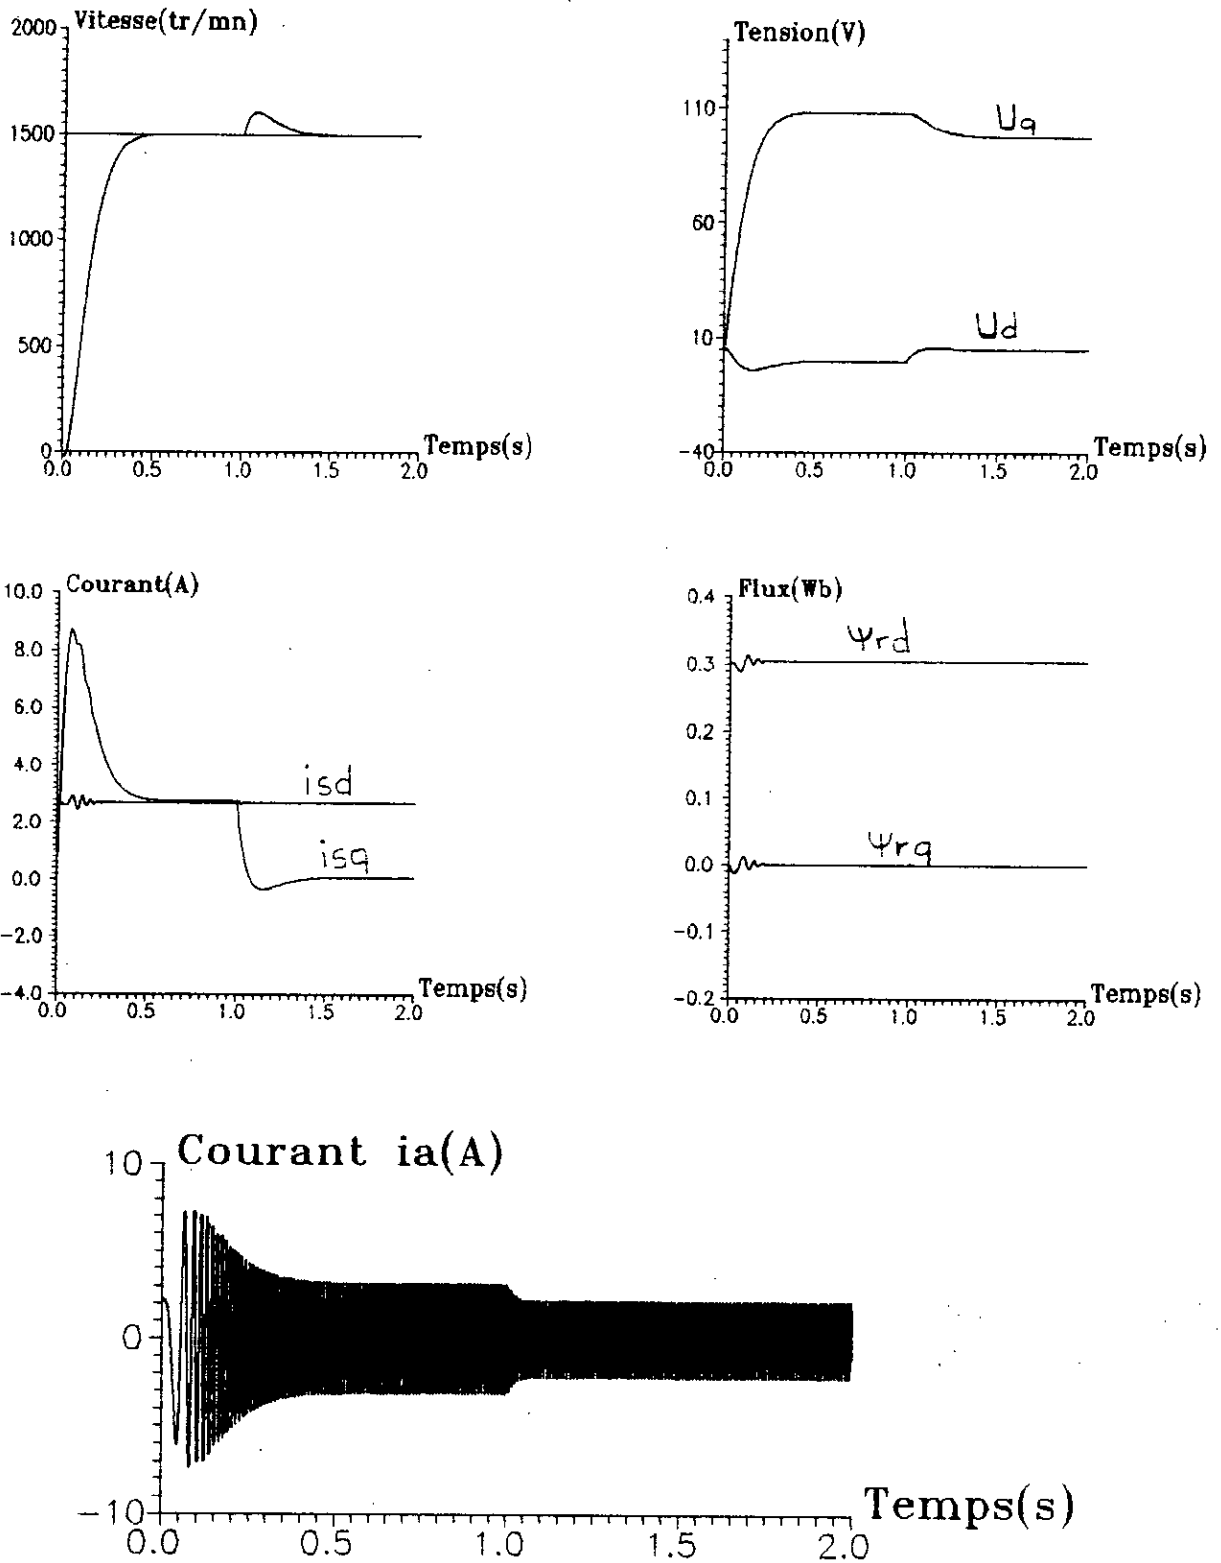 Vitesse(tr/mn)
2000
1500
1000
500
0
0.0 0.5 1.0 1.5 2.0
Temps(s)
Tension(V)
110
60
10
-40
Uq
Ud
0.0 0.5 1.0 1.5 2.0
Temps(s)
Courant(A)
10.0
8.0
6.0
4.0
2.0
0.0
-2.0
-4.0
isd
isq
0.0 0.5 1.0 1.5 2.0
Temps(s)
Flux(Wb)
0.4
0.3
0.2
0.1
0.0
-0.1
-0.2
Ψrd
Ψrq
0.0 0.5 1.0 1.5 2.0
Temps(s)
Courant ia(A)
10
0
-10
0.0 0.5 1.0 1.5 2.0
Temps(s)